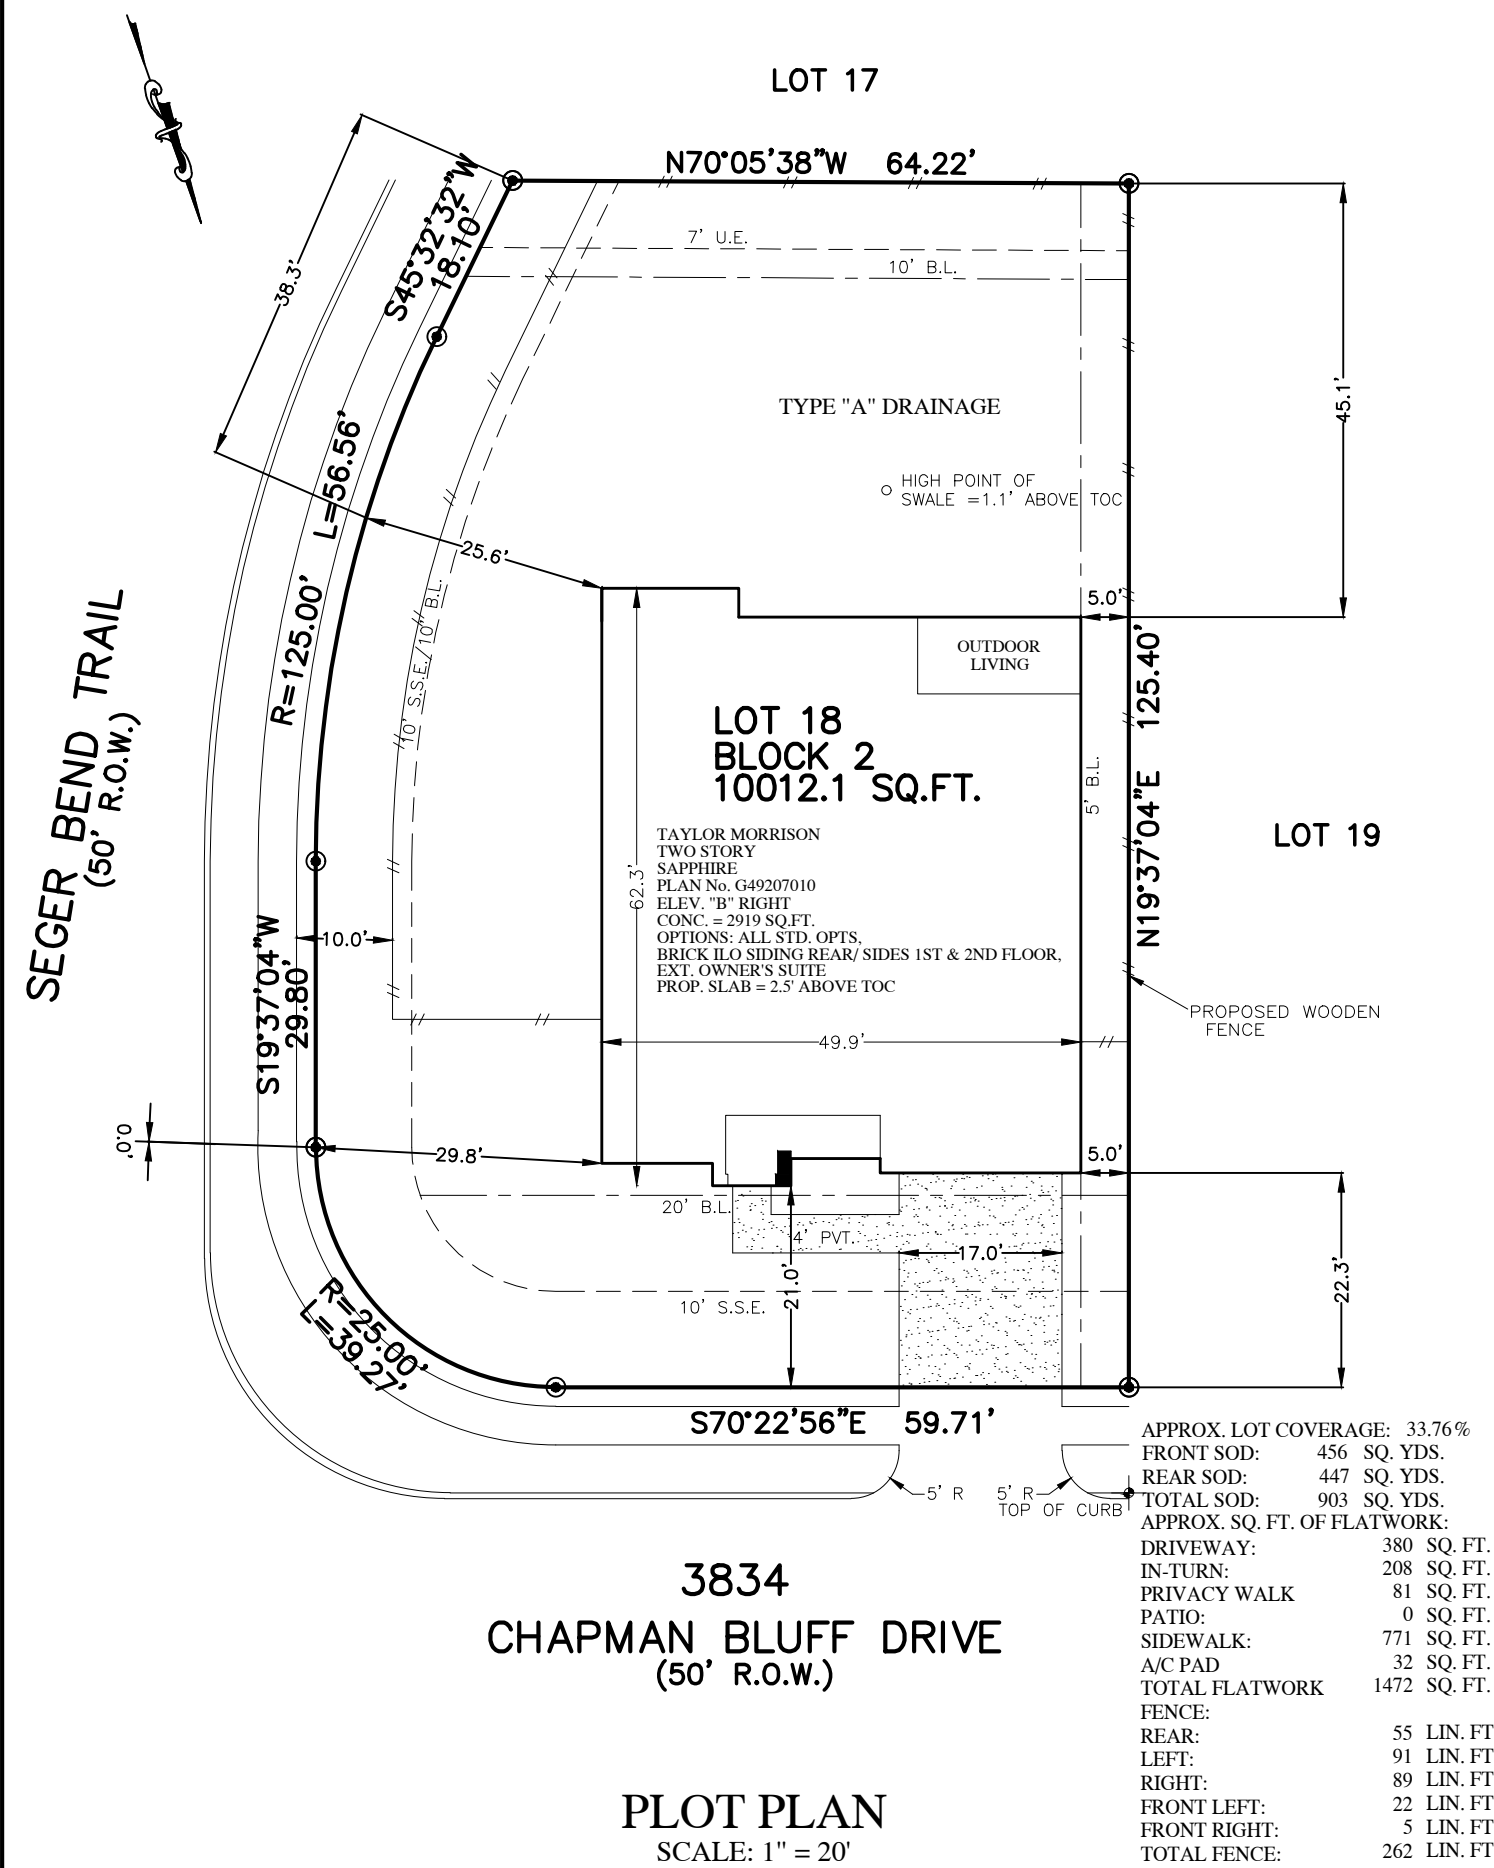 LOT 17
N70°05'38"W 64.22'
S45°32'32"W
18.10'
38.3'
7' U.E.
10' B.L.
TYPE "A" DRAINAGE
45.1'
HIGH POINT OF
SWALE =1.1' ABOVE TOC
L=56.56'
R=125.00'
25.6'
5.0'
10' S.S.E./10' B.L.
OUTDOOR
LIVING
N19°37'04"E 125.40'
SEGER BEND TRAIL
(50' R.O.W.)
LOT 18
BLOCK 2
10012.1 SQ.FT.
5' B.L.
LOT 19
62.3'
TAYLOR MORRISON
TWO STORY
SAPPHIRE
PLAN No. G49207010
ELEV. "B" RIGHT
CONC. = 2919 SQ.FT.
OPTIONS: ALL STD. OPTS,
BRICK ILO SIDING REAR/ SIDES 1ST & 2ND FLOOR,
EXT. OWNER'S SUITE
PROP. SLAB = 2.5' ABOVE TOC
10.0'
S19°37'04"W
29.80'
PROPOSED WOODEN
FENCE
49.9'
0.0'
29.8'
5.0'
20' B.L.
4' PVT.
17.0'
21.0'
22.3'
10' S.S.E.
R=25.00'
L=39.27'
S70°22'56"E 59.71'
5' R
5' R
TOP OF CURB
APPROX. LOT COVERAGE: 33.76%
FRONT SOD: 456 SQ. YDS.
REAR SOD: 447 SQ. YDS.
TOTAL SOD: 903 SQ. YDS.
APPROX. SQ. FT. OF FLATWORK:
DRIVEWAY: 380 SQ. FT.
IN-TURN: 208 SQ. FT.
PRIVACY WALK 81 SQ. FT.
PATIO: 0 SQ. FT.
SIDEWALK: 771 SQ. FT.
A/C PAD 32 SQ. FT.
TOTAL FLATWORK 1472 SQ. FT.
FENCE:
REAR: 55 LIN. FT
LEFT: 91 LIN. FT
RIGHT: 89 LIN. FT
FRONT LEFT: 22 LIN. FT
FRONT RIGHT: 5 LIN. FT
TOTAL FENCE: 262 LIN. FT
3834
CHAPMAN BLUFF DRIVE
(50' R.O.W.)
PLOT PLAN
SCALE: 1" = 20'